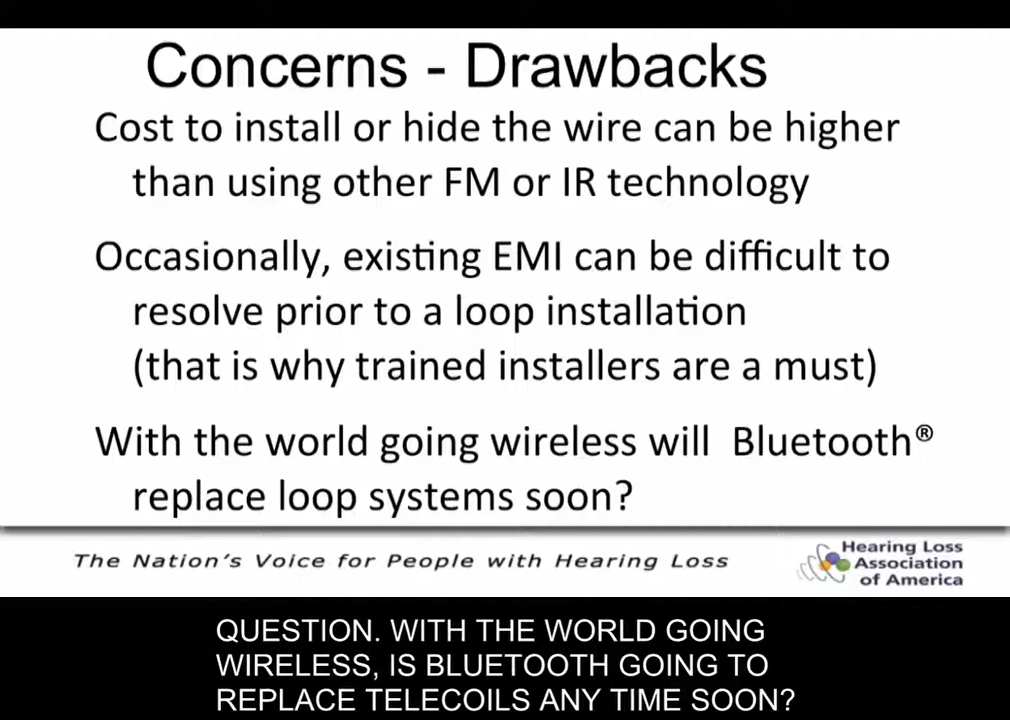 Concerns - Drawbacks
Cost to install or hide the wire can be higher
than using other FM or IR technology
Occasionally, existing EMI can be difficult to
resolve prior to a loop installation
(that is why trained installers are a must)
With the world going wireless will Bluetooth®
replace loop systems soon?
The Nation's Voice for People with Hearing Loss
Hearing Loss
Association
of America
QUESTION. WITH THE WORLD GOING
WIRELESS, IS BLUETOOTH GOING TO
REPLACE TELECOILS ANY TIME SOON?